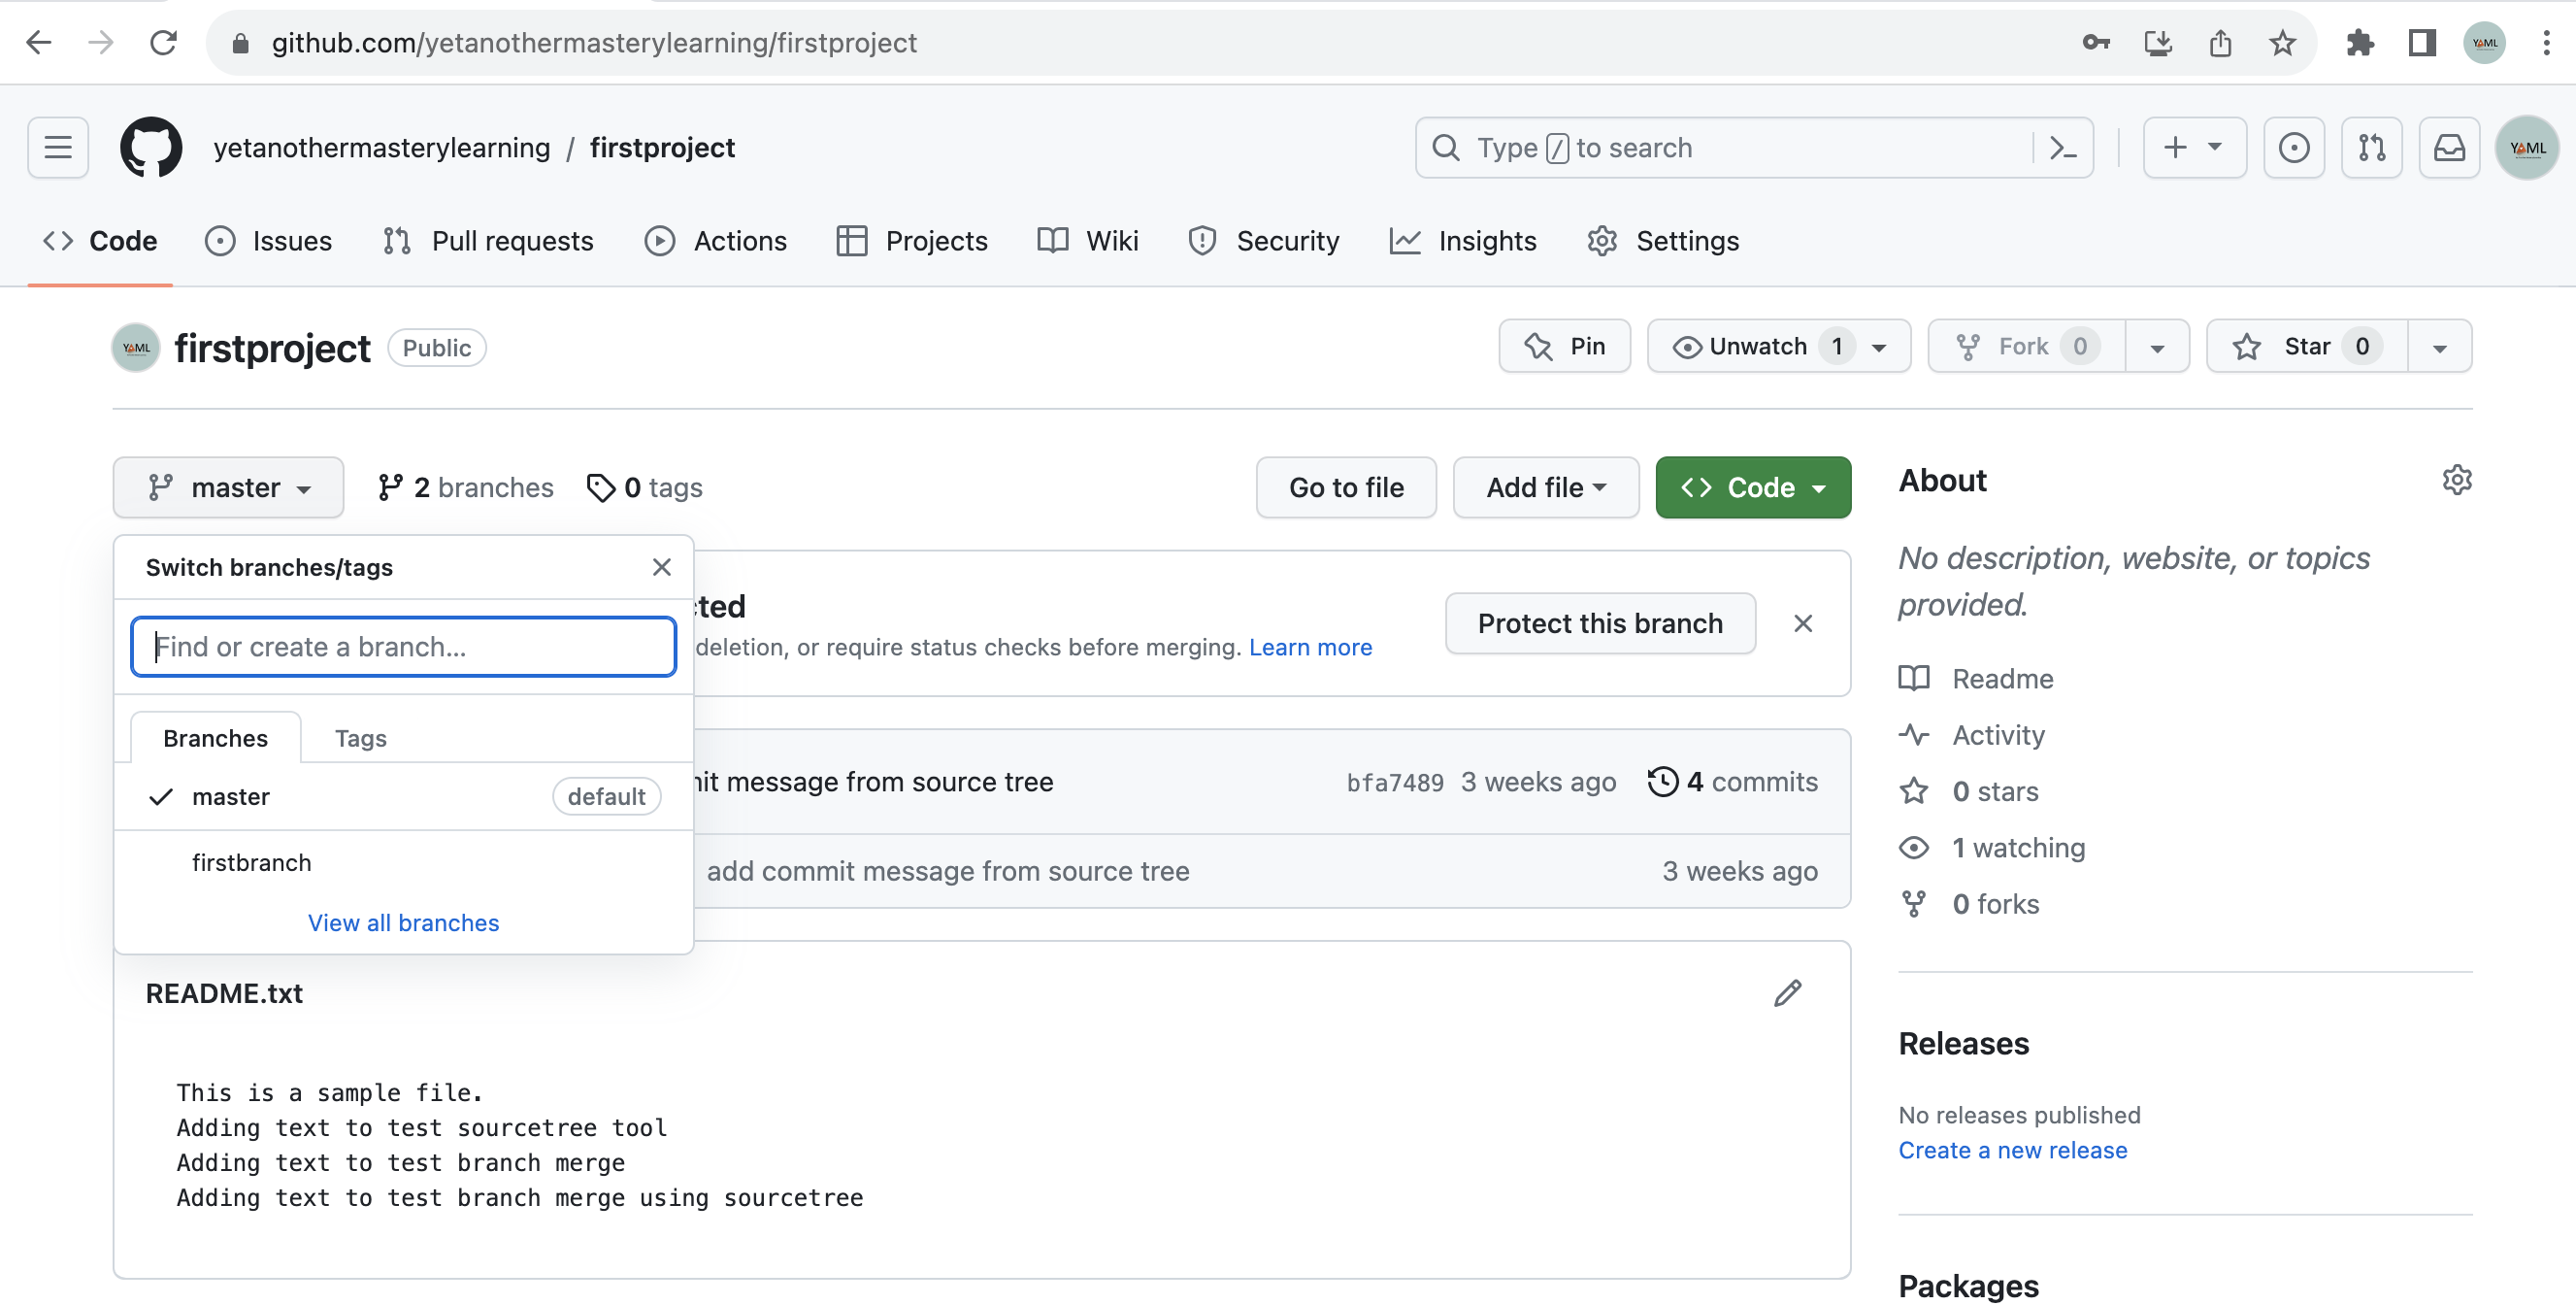 github.com/yetanothermasterylearning/firstproject
YAML
yetanothermasterylearning / firstproject
Type / to search
YAML
Code Issues Pull requests Actions Projects Wiki Security Insights Settings
YAML firstproject Public
Pin Unwatch 1 Fork 0 Star 0
master 2 branches 0 tags Go to file Add file Code
Switch branches/tags
Find or create a branch...
Branches Tags
master default
firstbranch
View all branches
Protect this branch
deletion, or require status checks before merging. Learn more
message from source tree bfa7489 3 weeks ago 4 commits
add commit message from source tree 3 weeks ago
README.txt
This is a sample file.
Adding text to test sourcetree tool
Adding text to test branch merge
Adding text to test branch merge using sourcetree
About
No description, website, or topics
provided.
Readme
Activity
0 stars
1 watching
0 forks
Releases
No releases published
Create a new release
Packages